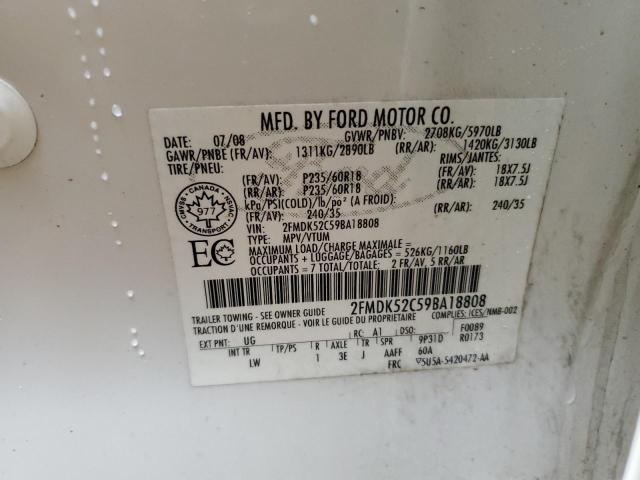 MFD. BY FORD MOTOR CO.
DATE: 07/08 GVWR/PNBV: 2708KG/5970LB
GAWR/PNBE (FR/AV): 1311KG/2890LB (RR/AR): 1420KG/3130LB
TIRE/PNEU: RIMS/JANTES:
(FR/AV): P235/60R18 (FR/AV): 18X7.5J
(RR/AR): P235/60R18 (RR/AR): 18X7.5J
kPa/PSI(COLD)/lb/po² (A FROID):
(FR/AV): 240/35 (RR/AR): 240/35
VIN: 2FMDK52C59BA18808
TYPE: MPV/VTUM
MAXIMUM LOAD/CHARGE MAXIMALE =
OCCUPANTS + LUGGAGE/BAGAGES = 526KG/1160LB
OCCUPANTS = 7 TOTAL/TOTALE: 2 FR/AV, 5 RR/AR
CANADA
977
TRANSPORT
EC
2FMDK52C59BA18808
TRAILER TOWING - SEE OWNER GUIDE COMPLIES: ICES/NMB-002
TRACTION D'UNE REMORQUE - VOIR LE GUIDE DU PROPRIETAIRE
EXT PNT: UG RC: A1 DSO: F0089
INT TR TP/PS R AXLE TR SPR 9P31D R0173
LW 1 3E J AAFF 60A
FRC 5U5A-5420472-AA